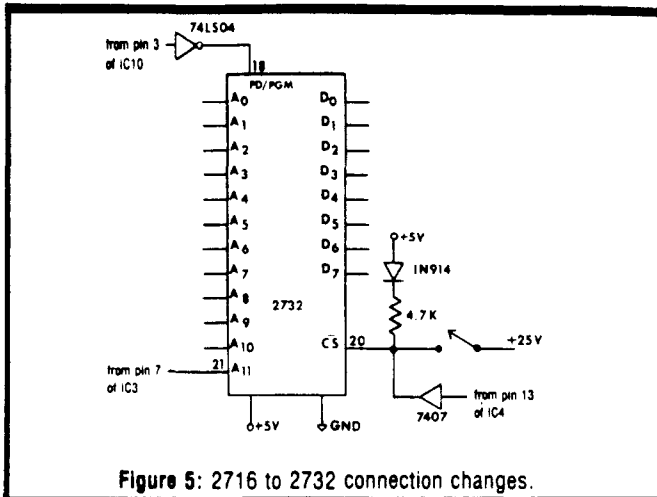 74LS04
from pin 3
of IC10
18
PD/PGM
A0 D0
A1 D1
A2 D2
A3 D3
A4 D4
A5 D5
A6 D6
A7 D7
+5V
IN914
4.7K
A8
A9
A10
2732
CS 20
+25V
21 A11
from pin 7
of IC3
7407
from pin 13
of IC4
+5V
GND
Figure 5: 2716 to 2732 connection changes.